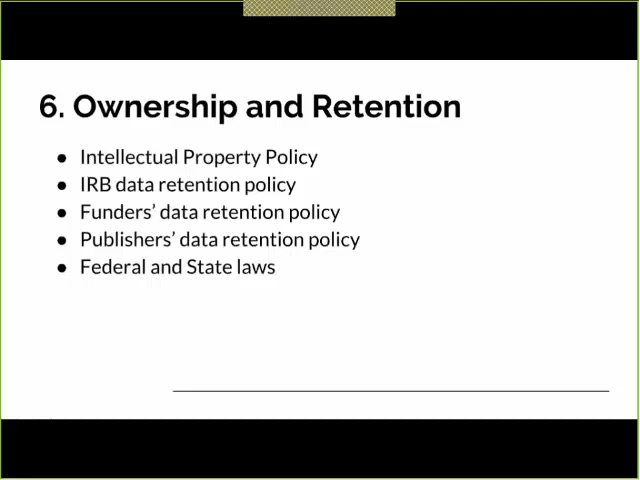 6. Ownership and Retention
● Intellectual Property Policy
● IRB data retention policy
● Funders’ data retention policy
● Publishers’ data retention policy
● Federal and State laws